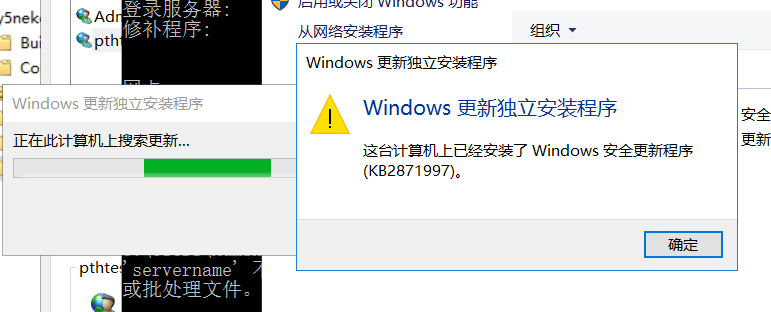 y5nek
Bui
Co
Adm
pth
登录服务器:
修补程序:
启用或关闭 Windows 功能
从网络安装程序
组织
Windows 更新独立安装程序
正在此计算机上搜索更新...
Windows 更新独立安装程序
Windows 更新独立安装程序
这台计算机上已经安装了 Windows 安全更新程序
(KB2871997)。
确定
安全
更新
pthtes
'servername' 不
或批处理文件。